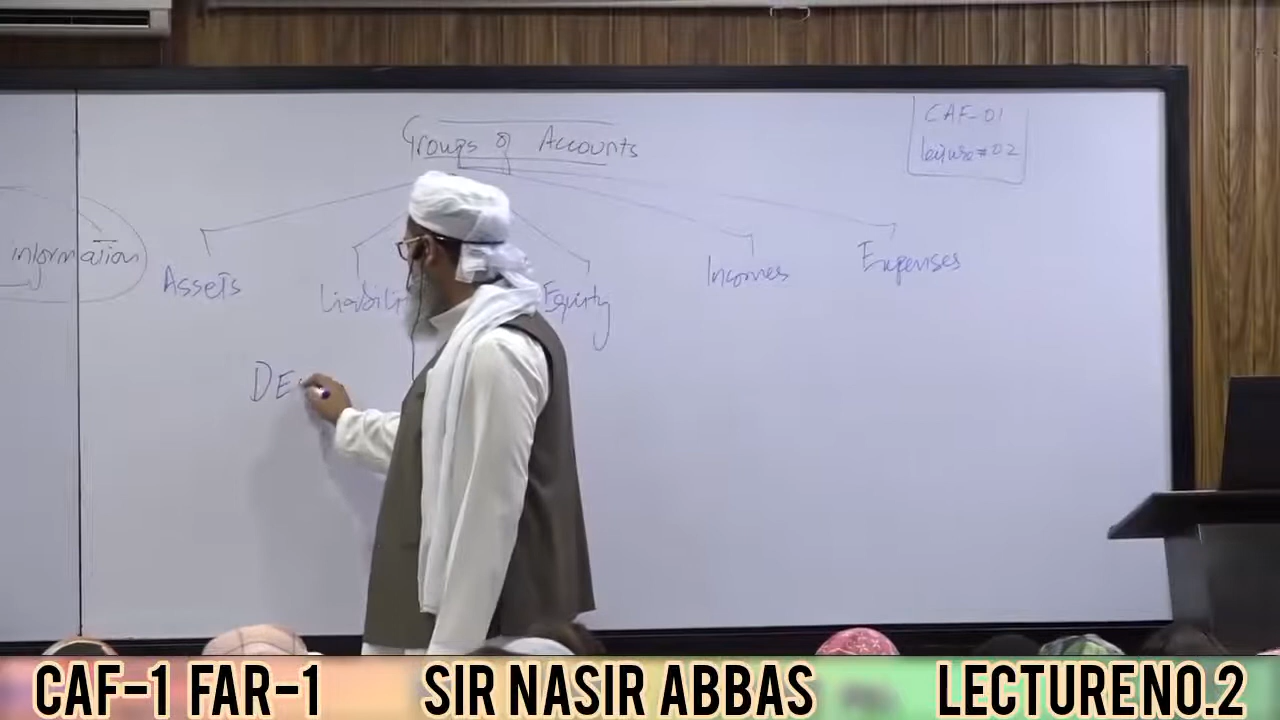 Groups of Accounts
CAF-01
lecture # 02
information
Assets
Equity
Incomes
Expenses
DE
CAF-1 FAR-1 SIR NASIR ABBAS LECTURE NO.2